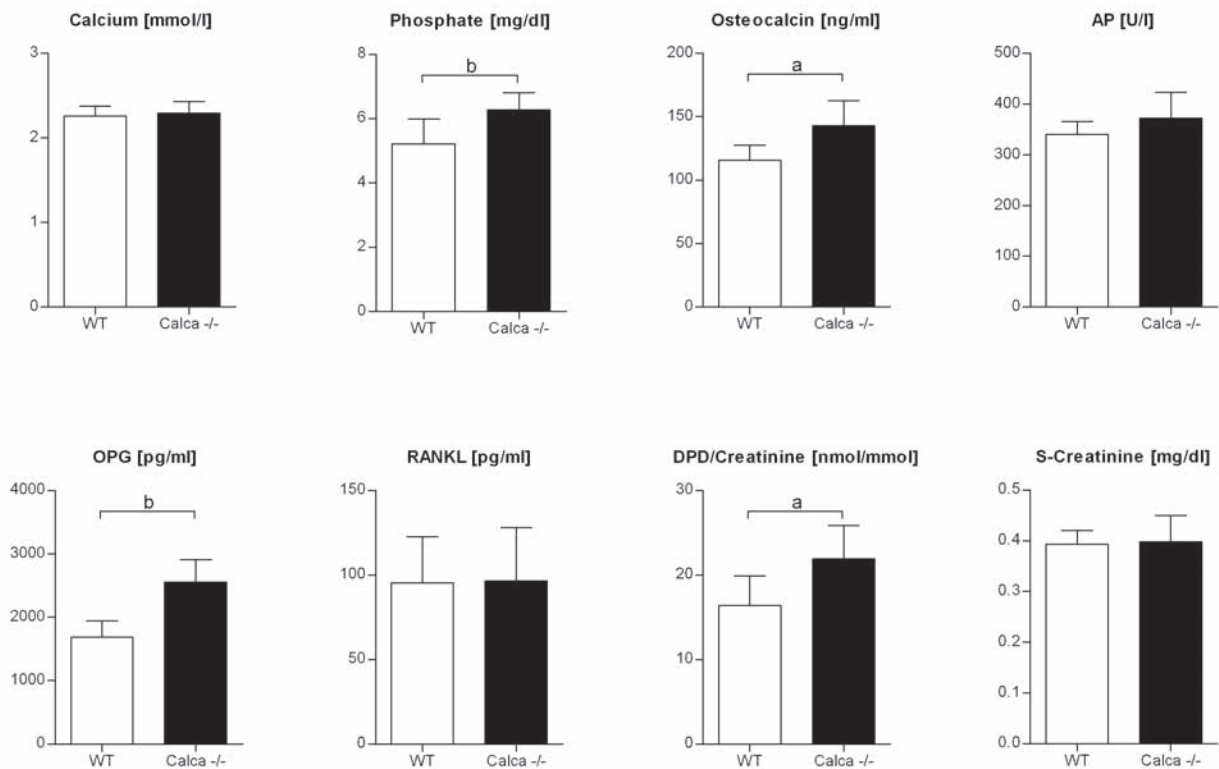 Calcium [mmol/l]
3
2
1
0
WT
Calca -/-
Phosphate [mg/dl]
8
6
4
2
0
b
WT
Calca -/-
Osteocalcin [ng/ml]
200
150
100
50
0
a
WT
Calca -/-
AP [U/l]
500
400
300
200
100
0
WT
Calca -/-
OPG [pg/ml]
4000
3000
2000
1000
0
b
WT
Calca -/-
RANKL [pg/ml]
150
100
50
0
WT
Calca -/-
DPD/Creatinine [nmol/mmol]
30
20
10
0
a
WT
Calca -/-
S-Creatinine [mg/dl]
0.5
0.4
0.3
0.2
0.1
0.0
WT
Calca -/-